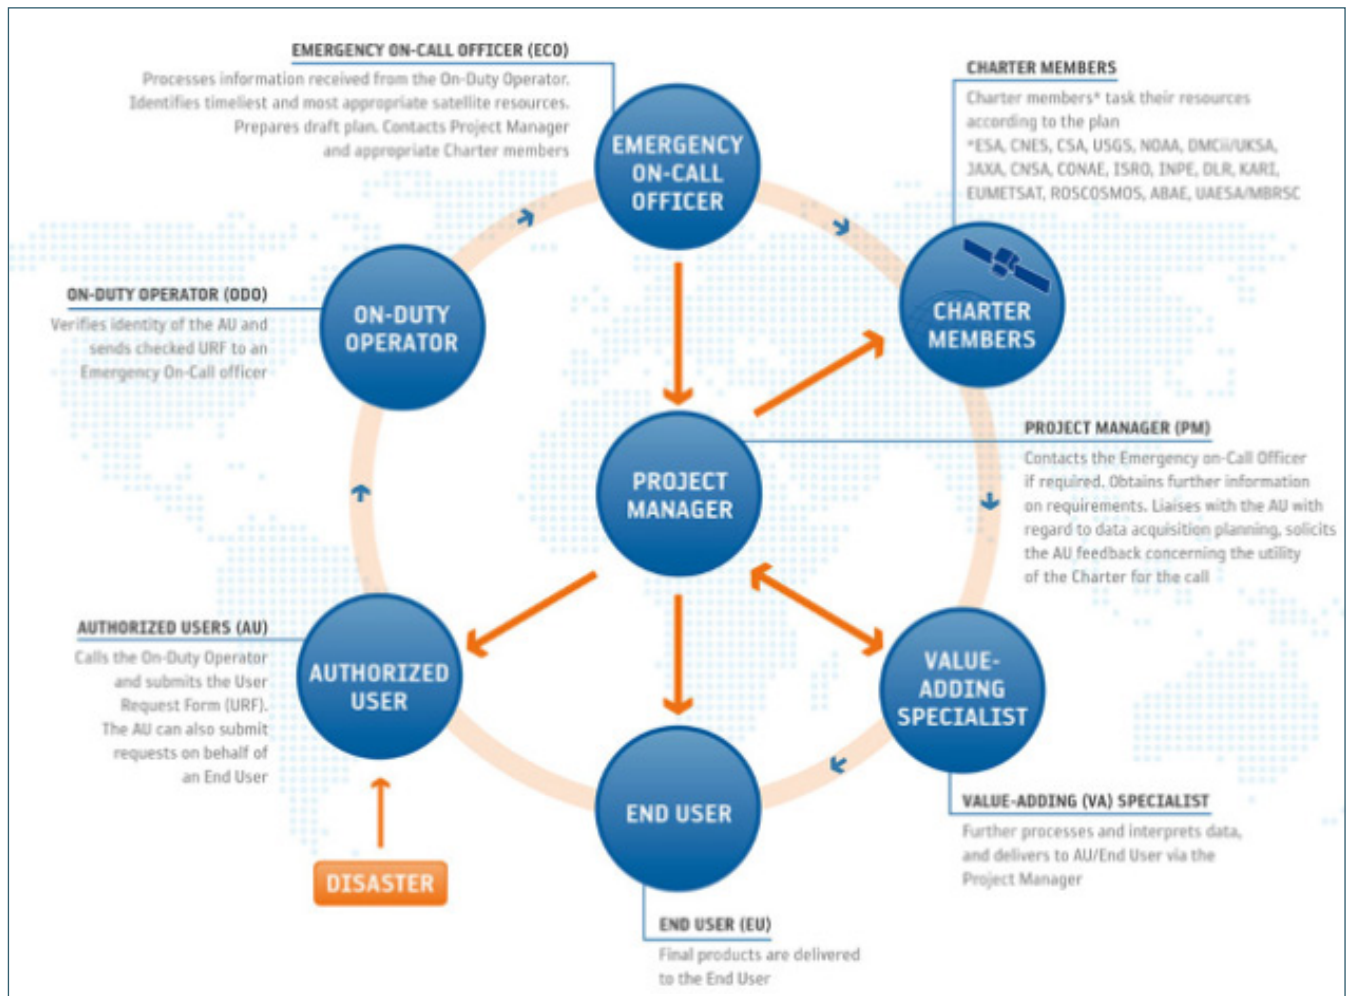 EMERGENCY ON-CALL OFFICER (ECO)
Processes information received from the On-Duty Operator.
Identifies timeliest and most appropriate satellite resources.
Prepares draft plan. Contacts Project Manager
and appropriate Charter members
CHARTER MEMBERS
Charter members* task their resources
according to the plan
*ESA, CNES, CSA, USGS, NOAA, DMCii/UKSA,
JAXA, CNSA, CONAE, ISRO, INPE, DLR, KARI,
EUMETSAT, ROSCOSMOS, ABAE, UAESA/MBRSC
EMERGENCY
ON-CALL
OFFICER
ON-DUTY OPERATOR (ODO)
Verifies identity of the AU and
sends checked URF to an
Emergency On-Call officer
ON-DUTY
OPERATOR
CHARTER
MEMBERS
PROJECT
MANAGER
PROJECT MANAGER (PM)
Contacts the Emergency on-Call Officer
if required. Obtains further information
on requirements. Liaises with the AU with
regard to data acquisition planning, solicits
the AU feedback concerning the utility
of the Charter for the call
AUTHORIZED USERS (AU)
Calls the On-Duty Operator
and submits the User
Request Form (URF).
The AU can also submit
requests on behalf of
an End User
AUTHORIZED
USER
VALUE-
ADDING
SPECIALIST
END USER
DISASTER
VALUE-ADDING (VA) SPECIALIST
Further processes and interprets data,
and delivers to AU/End User via the
Project Manager
END USER (EU)
Final products are delivered
to the End User